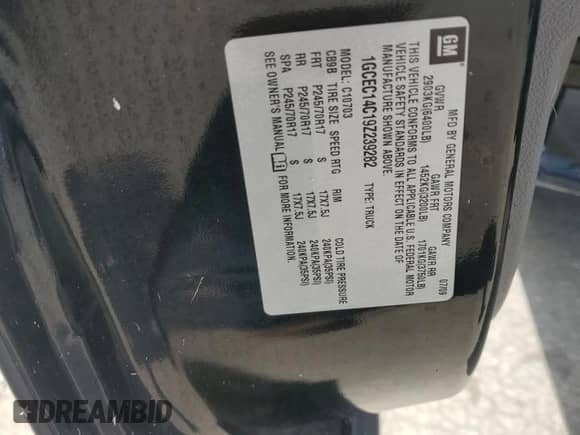 GM
MFD BY GENERAL MOTORS COMPANY 07/09
GVWR GAWR FRT GAWR RR
2903KG(6400LB) 1452KG(3200LB) 1701KG(3750LB)
THIS VEHICLE CONFORMS TO ALL APPLICABLE U.S. FEDERAL MOTOR
VEHICLE SAFETY STANDARDS IN EFFECT ON THE DATE OF
MANUFACTURE SHOWN ABOVE.
1GCEC14C19Z239282 TYPE: TRUCK
MODEL: C10703
CB9B TIRE SIZE SPEED RTG RIM COLD TIRE PRESSURE
FRT P245/70R17 S 17X7.5J 240KPA(35PSI)
RR P245/70R17 S 17X7.5J 240KPA(35PSI)
SPA P245/70R17 S 17X7.5J 240KPA(35PSI)
SEE OWNER'S MANUAL FOR MORE INFORMATION.
DREAMBID